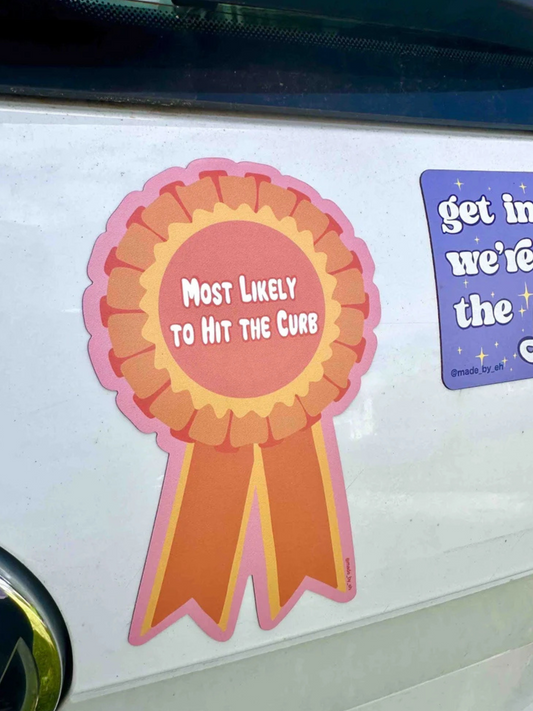 Most Likely
to Hit the Curb
get in
we're
the
@made_by_eh